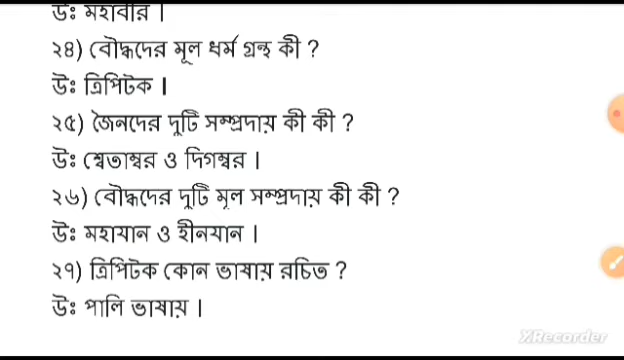 উঃ মহাবীর |
২৪) বৌদ্ধদের মূল ধর্ম গ্রন্থ কী ?
উঃ ত্রিপিটক |
২৫) জৈনদের দুটি সম্প্রদায় কী কী ?
উঃ শ্বেতাম্বর ও দিগম্বর |
২৬) বৌদ্ধদের দুটি মূল সম্প্রদায় কী কী ?
উঃ মহাযান ও হীনযান |
২৭) ত্রিপিটক কোন ভাষায় রচিত ?
উঃ পালি ভাষায় |
XRecorder